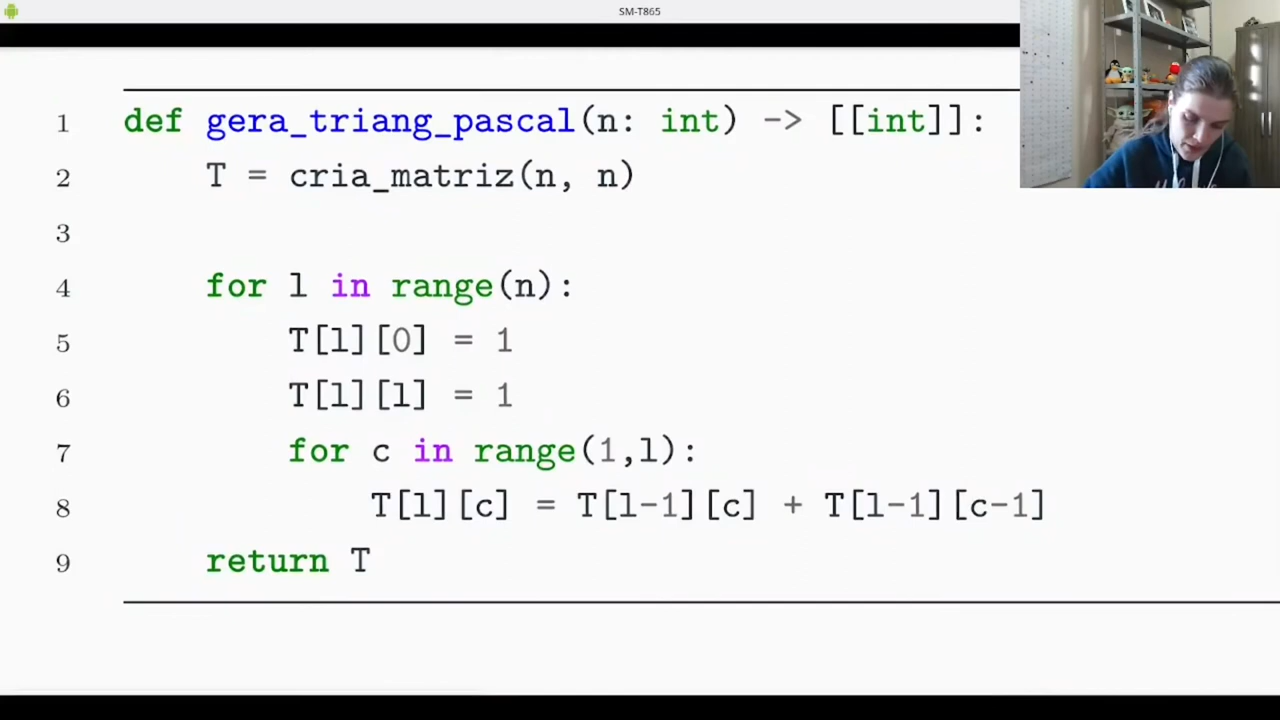 SM-T865
1 def gera_triang_pascal(n: int) -> [[int]]:
2 T = cria_matriz(n, n)
3
4 for l in range(n):
5 T[l][0] = 1
6 T[l][l] = 1
7 for c in range(1,l):
8 T[l][c] = T[l-1][c] + T[l-1][c-1]
9 return T